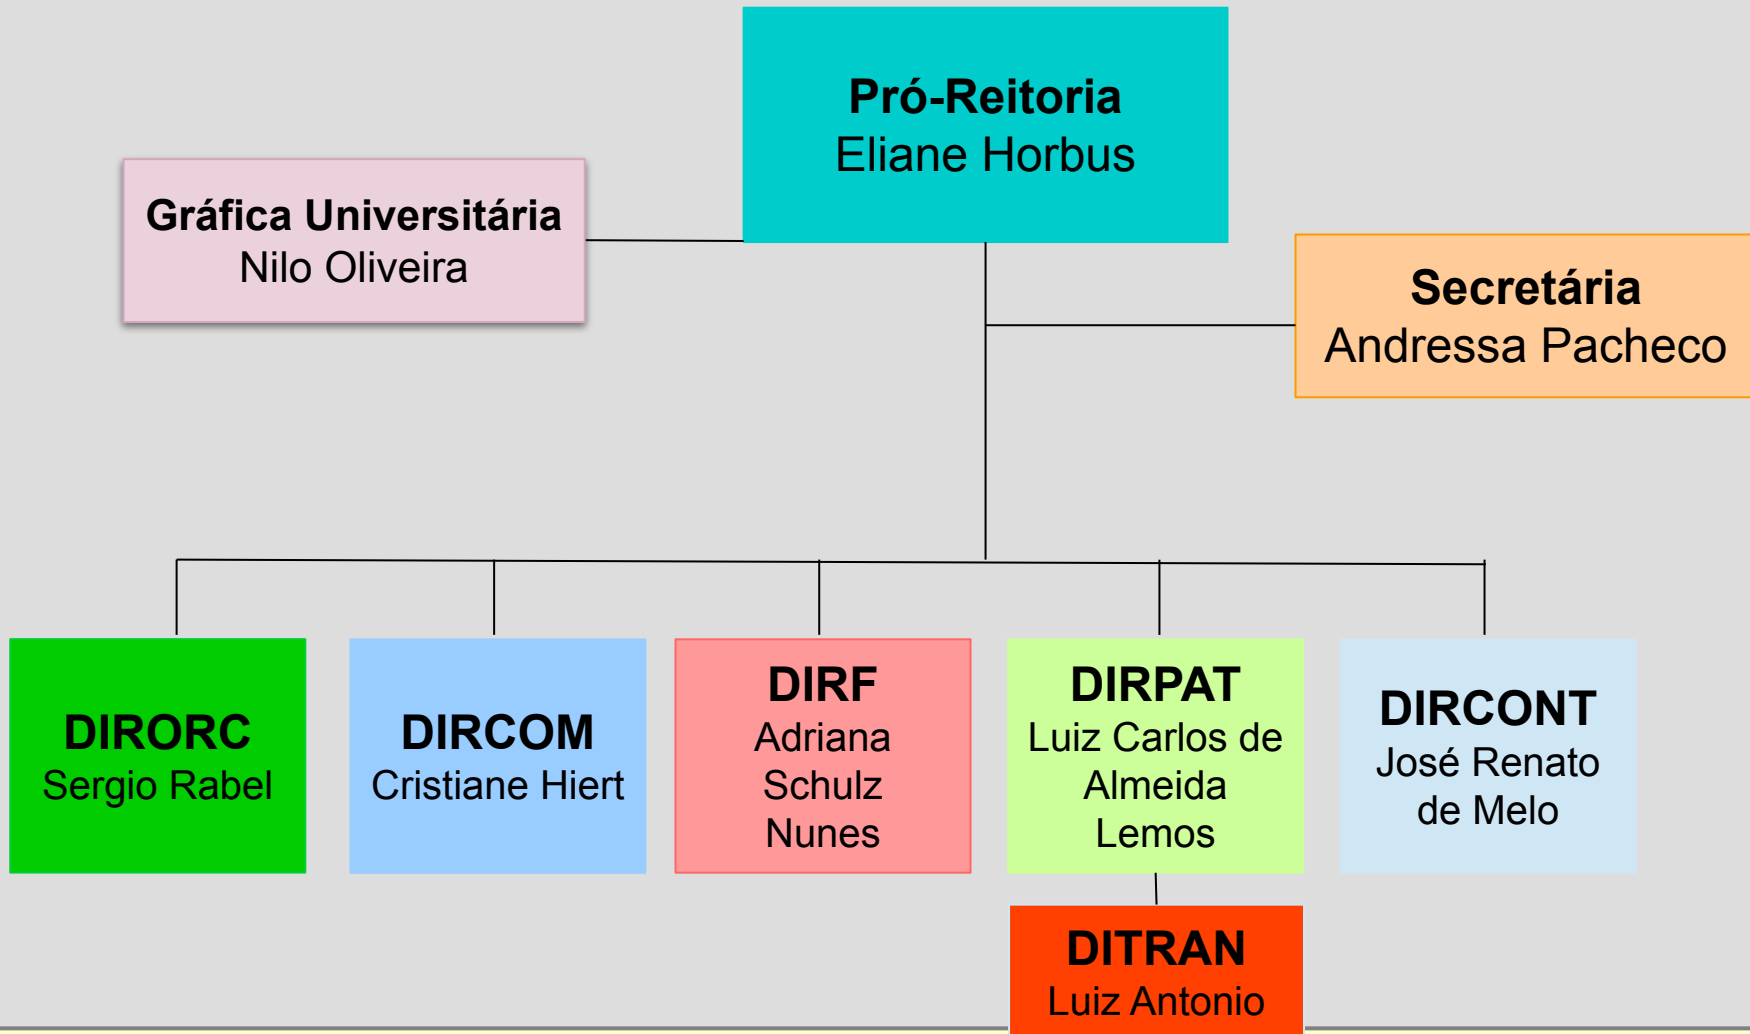 Pró-Reitoria
Eliane Horbus
Gráfica Universitária
Nilo Oliveira
Secretária
Andressa Pacheco
DIRORC
Sergio Rabel
DIRCOM
Cristiane Hiert
DIRF
Adriana
Schulz
Nunes
DIRPAT
Luiz Carlos de
Almeida
Lemos
DIRCONT
José Renato
de Melo
DITRAN
Luiz Antonio